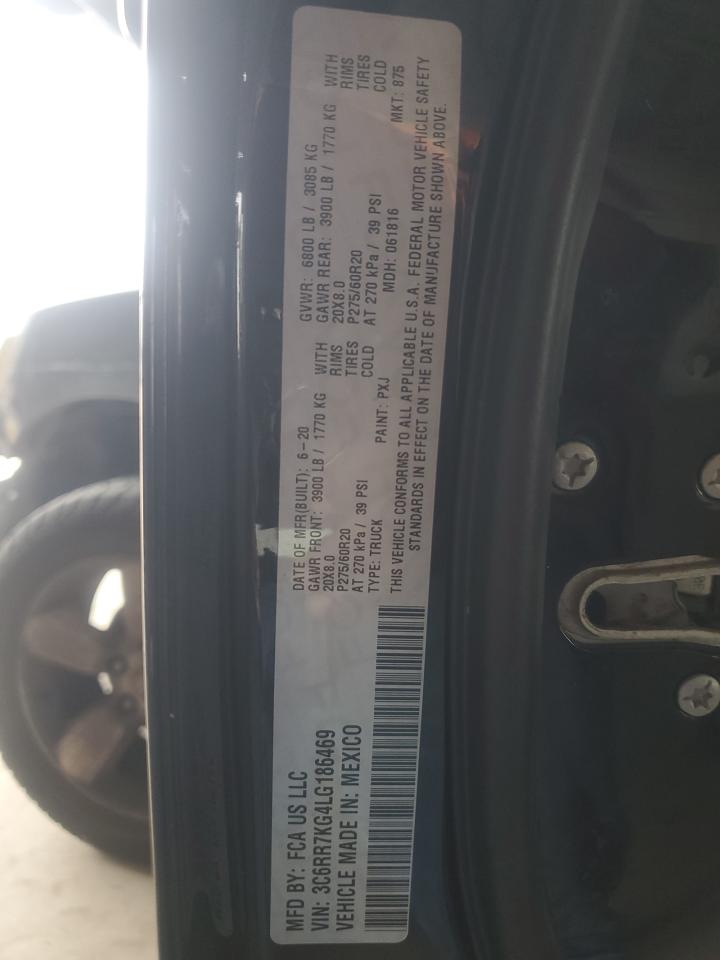 MFD BY: FCA US LLC
VIN: 3C6RR7KG4LG186469
VEHICLE MADE IN: MEXICO
DATE OF MFR(BUILT): 6-20
GAWR FRONT: 3900 LB / 1770 KG WITH
20X8.0 RIMS
P275/60R20 TIRES
AT 270 kPa / 39 PSI COLD
TYPE: TRUCK PAINT: PXJ
GVWR: 6800 LB / 3085 KG
GAWR REAR: 3900 LB / 1770 KG WITH
20X8.0 RIMS
P275/60R20 TIRES
AT 270 kPa / 39 PSI COLD
MDH: 061816 MKT: 875
THIS VEHICLE CONFORMS TO ALL APPLICABLE U.S.A. FEDERAL MOTOR VEHICLE SAFETY
STANDARDS IN EFFECT ON THE DATE OF MANUFACTURE SHOWN ABOVE.